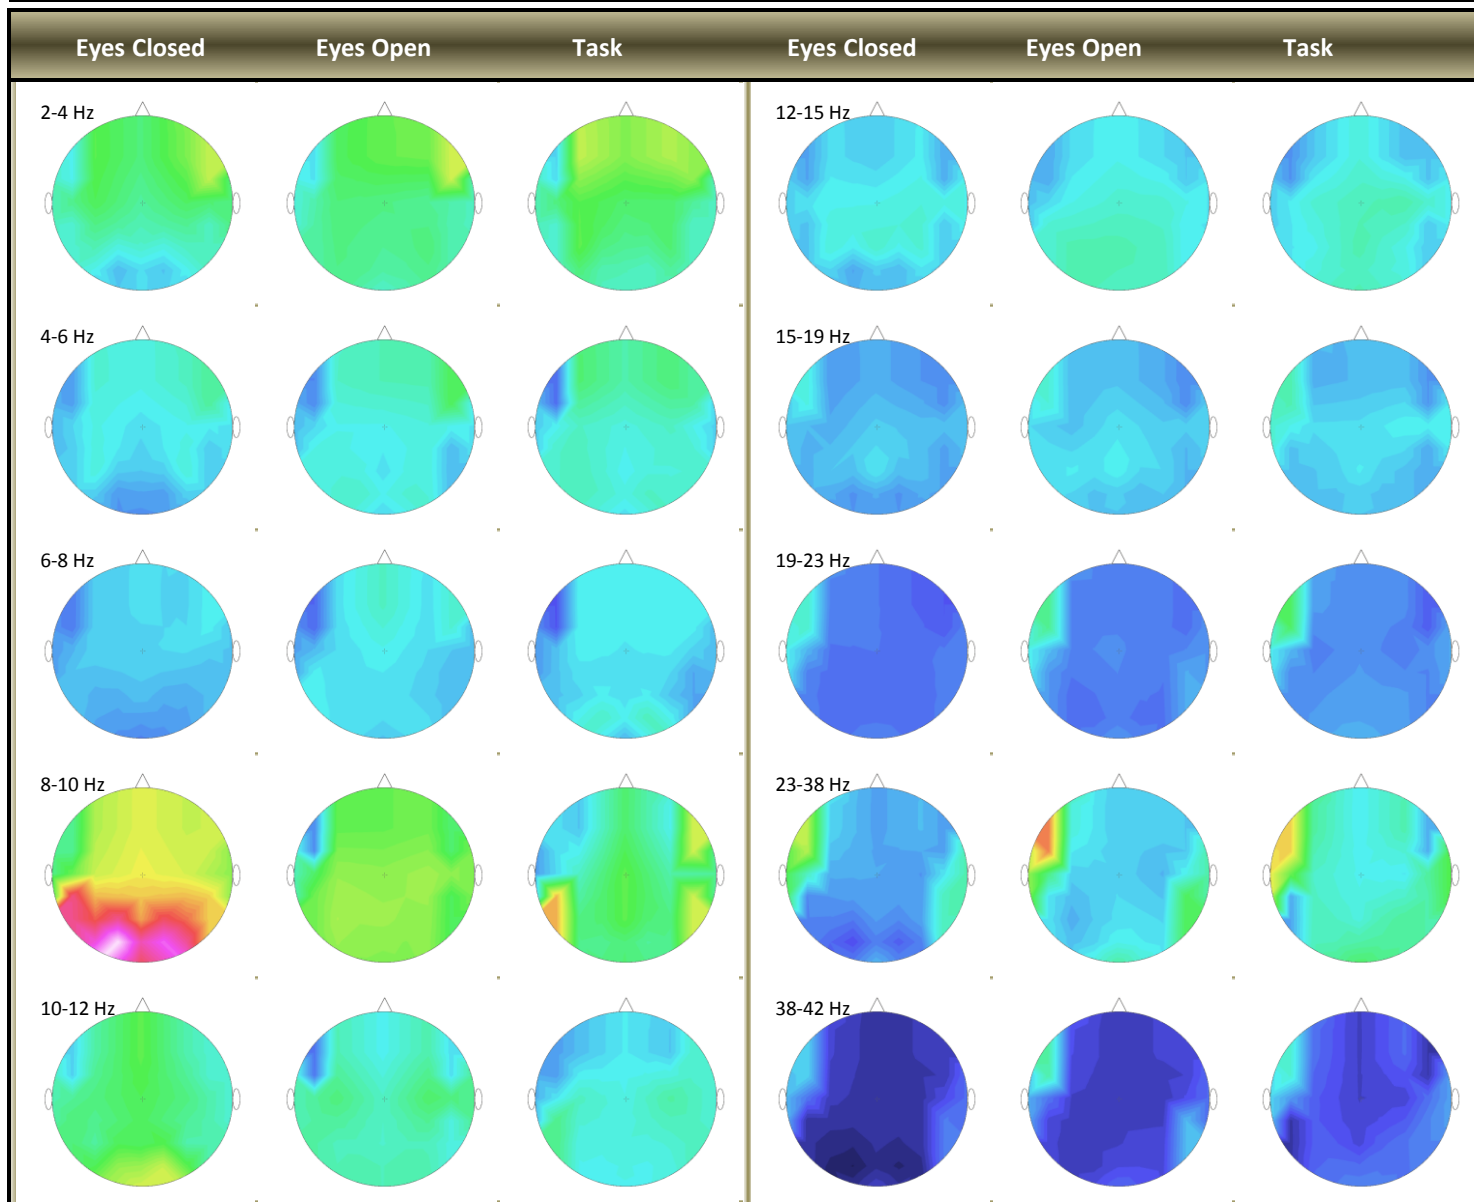 Eyes Closed Eyes Open Task Eyes Closed Eyes Open Task
2-4 Hz 12-15 Hz
4-6 Hz 15-19 Hz
6-8 Hz 19-23 Hz
8-10 Hz 23-38 Hz
10-12 Hz 38-42 Hz